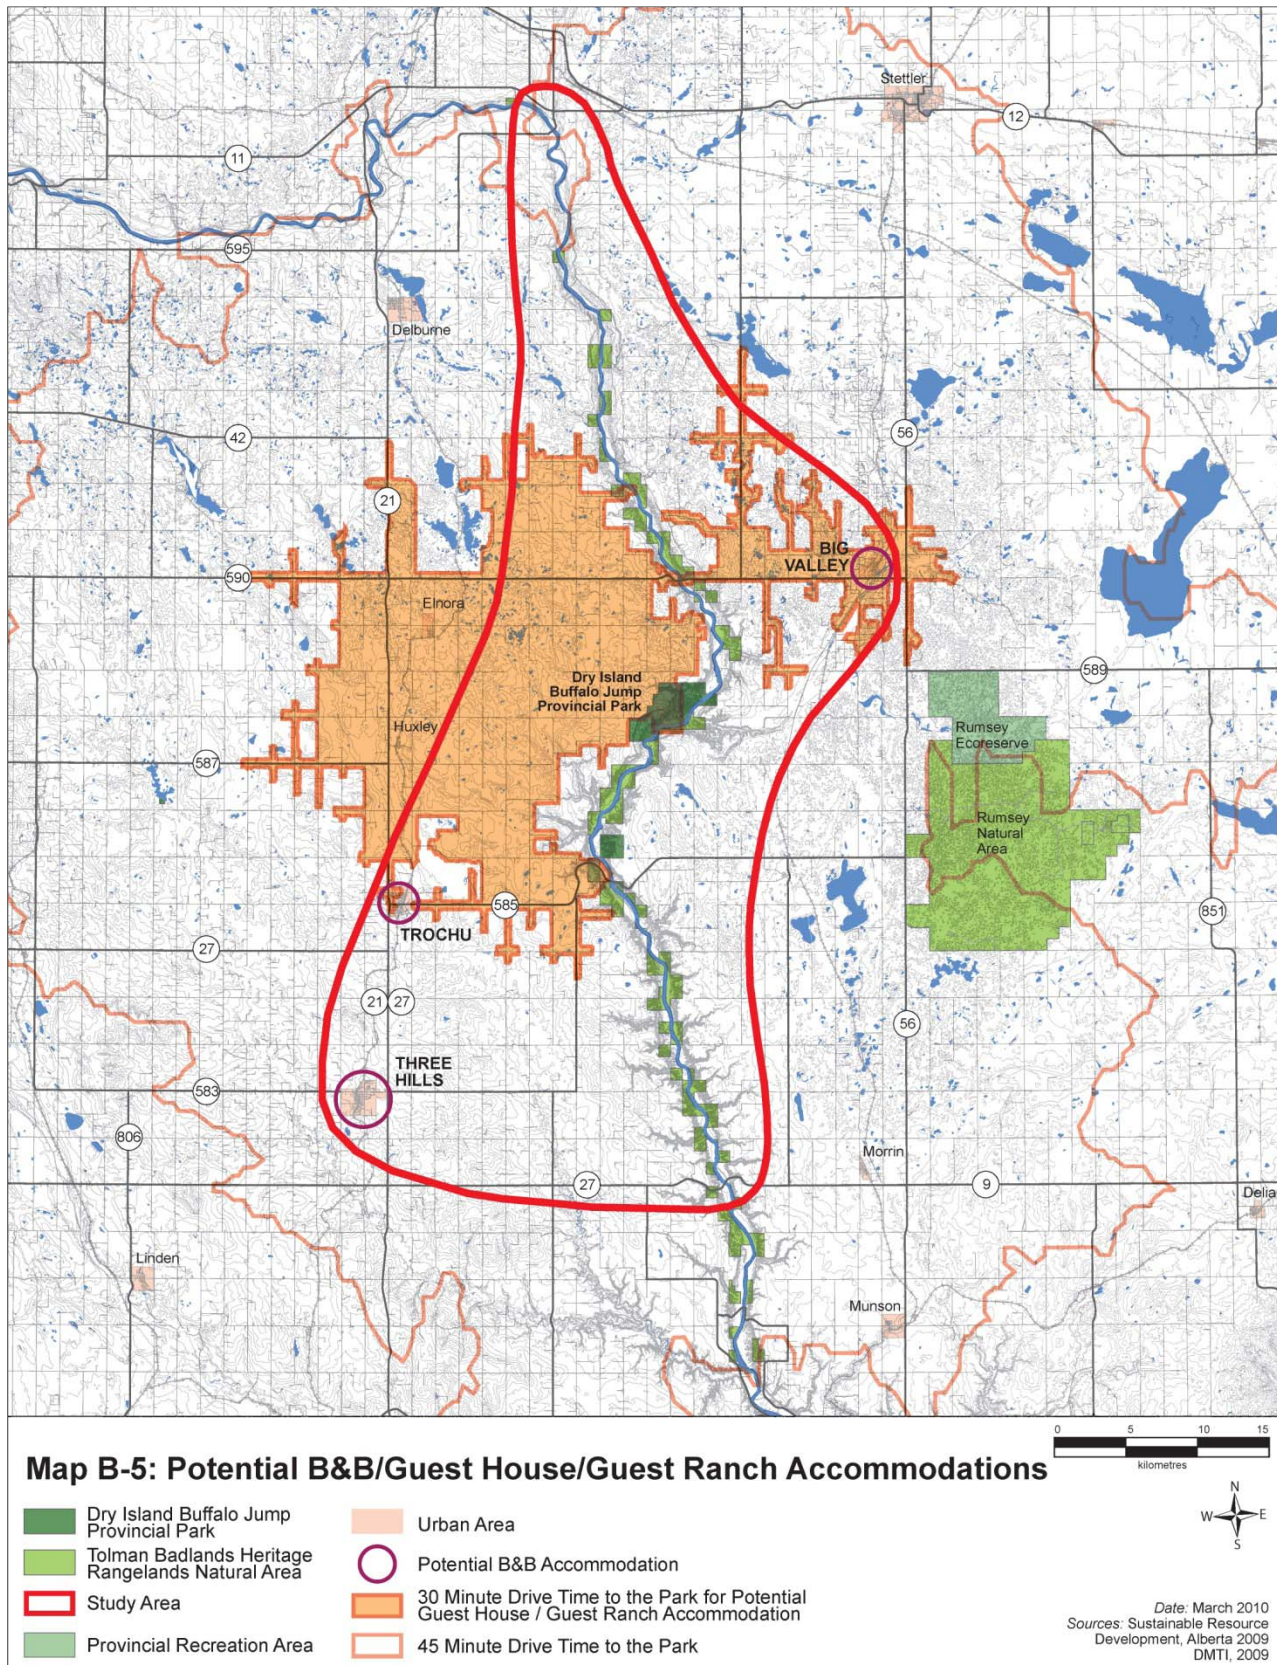 Stettler
12
11
595
Delburne
42
56
21
BIG
VALLEY
590
Elnora
589
Dry Island
Buffalo Jump
Provincial Park
Huxley
Rumsey
Ecoreserve
587
Rumsey
Natural
Area
585
851
TROCHU
27
21
27
56
THREE
HILLS
583
806
Morrin
27
9
Delia
Linden
Munson
0 5 10 15
kilometres
Map B-5: Potential B&B/Guest House/Guest Ranch Accommodations
Dry Island Buffalo Jump
Provincial Park
Tolman Badlands Heritage
Rangelands Natural Area
Study Area
Provincial Recreation Area
Urban Area
Potential B&B Accommodation
30 Minute Drive Time to the Park for Potential
Guest House / Guest Ranch Accommodation
45 Minute Drive Time to the Park
N
W E
S
Date: March 2010
Sources: Sustainable Resource
Development, Alberta 2009
DMTI, 2009